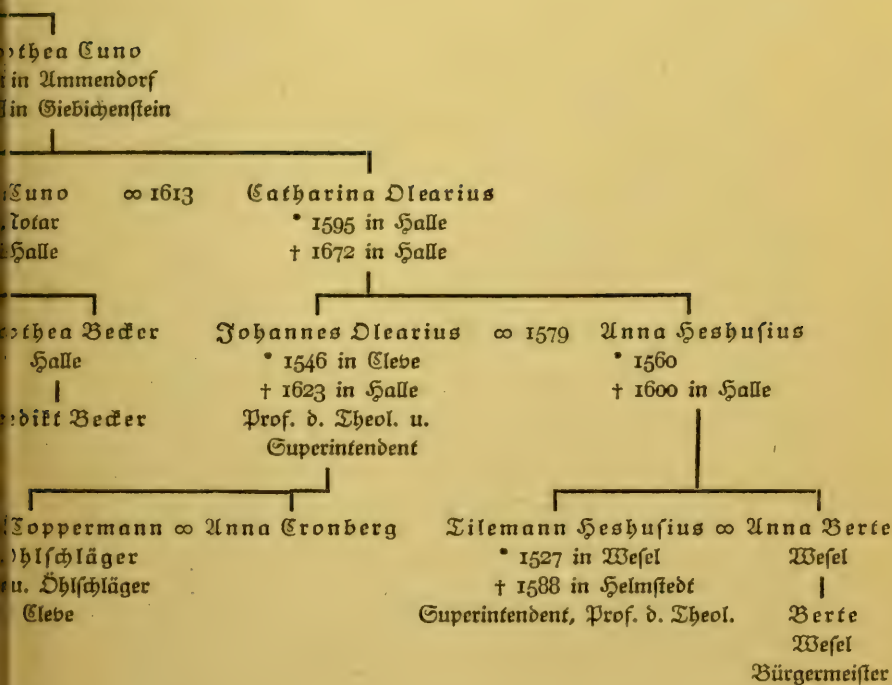 othea Cuno
in Ammendorf
in Giebichenstein
Cuno ∞ 1613 Catharina Olearius
Notar * 1595 in Halle
Halle † 1672 in Halle
othea Becker Johannes Olearius ∞ 1579 Anna Heshusius
Halle * 1546 in Cleve * 1560
† 1623 in Halle † 1600 in Halle
edikt Becker Prof. d. Theol. u.
Superintendent
Coppermann ∞ Anna Cronberg Tilemann Heshusius ∞ Anna Berte
Öhlschläger * 1527 in Wesel Wesel
u. Öhlschläger † 1588 in Helmstedt
Cleve Superintendent, Prof. d. Theol. Berte
Wesel
Bürgermeister